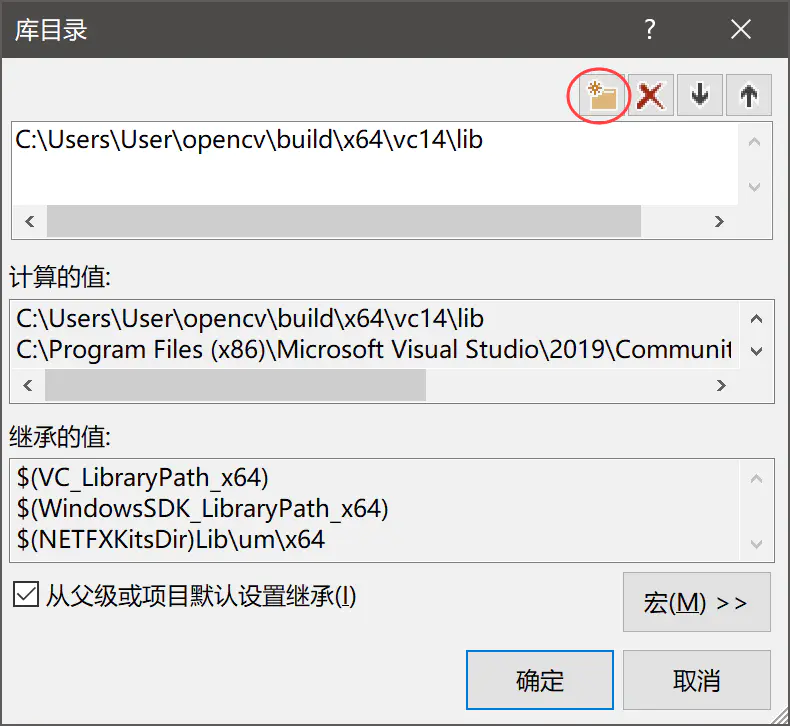 库目录
C:\Users\User\opencv\build\x64\vc14\lib
计算的值:
C:\Users\User\opencv\build\x64\vc14\lib
C:\Program Files (x86)\Microsoft Visual Studio\2019\Communit
继承的值:
$(VC_LibraryPath_x64)
$(WindowsSDK_LibraryPath_x64)
$(NETFXKitsDir)Lib\um\x64
从父级或项目默认设置继承(I)
宏(M) >>
确定 取消